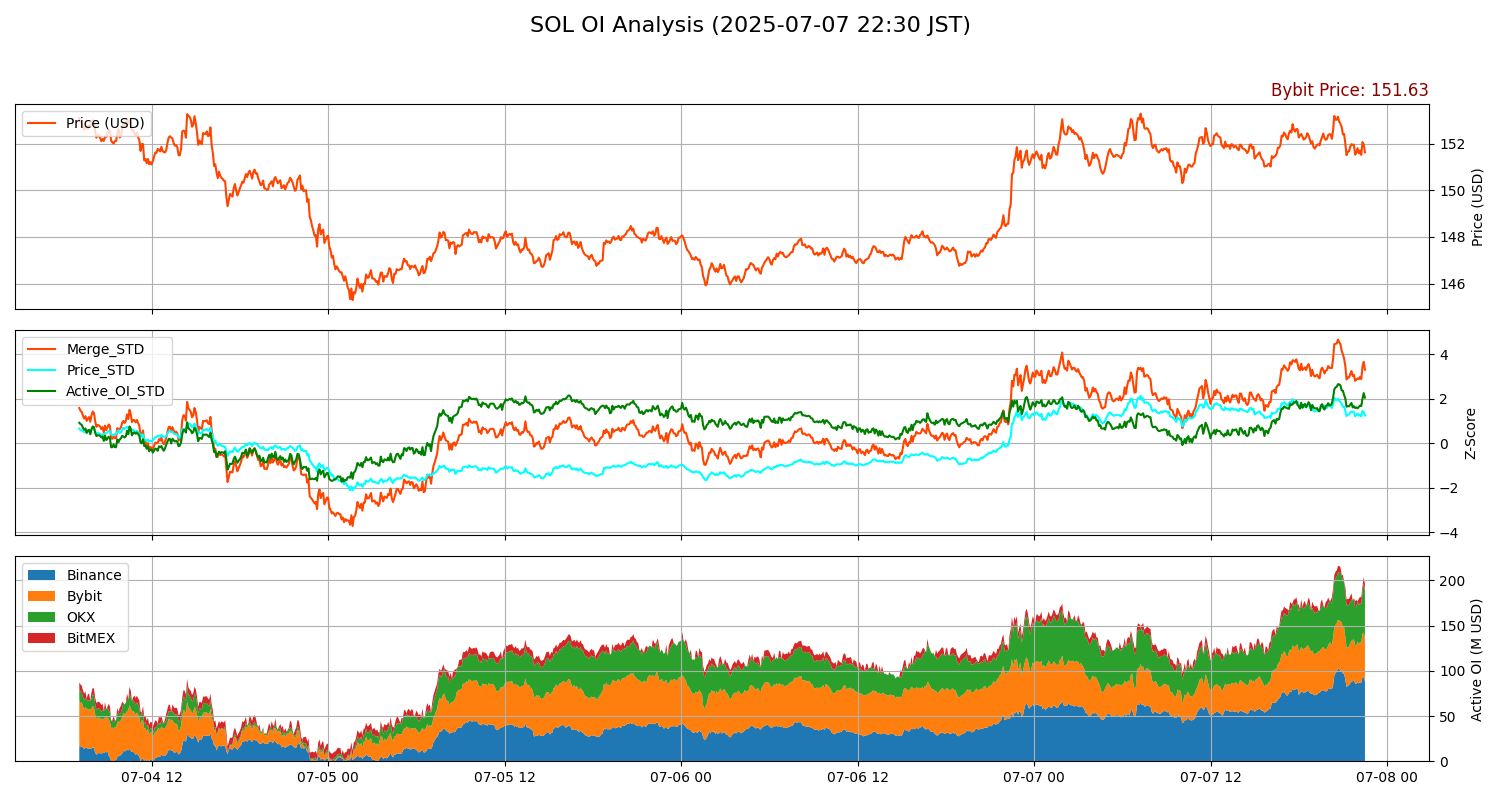 SOL OI Analysis (2025-07-07 22:30 JST)
Bybit Price: 151.63
Price (USD)
152
150
148
146
Price (USD)
Merge_STD
Price_STD
Active_OI_STD
4
2
0
−2
−4
Z-Score
Binance
Bybit
OKX
BitMEX
200
150
100
50
0
Active OI (M USD)
07-04 12
07-05 00
07-05 12
07-06 00
07-06 12
07-07 00
07-07 12
07-08 00